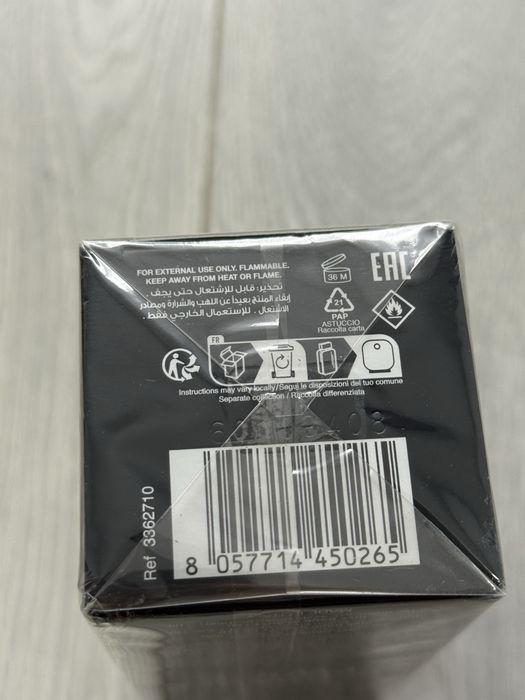 FOR EXTERNAL USE ONLY. FLAMMABLE.
KEEP AWAY FROM HEAT OR FLAME.
تحذير: قابل للإشتعال حتى يجف .
إبقاء المنتج بعيداً عن اللهب والشرارة ومصادر
الاشتعال . للإستعمال الخارجي فقط .
36 M
EAC
21
PAP
ASTUCCIO
Raccolta carta
FR
Instructions may vary locally/Segui le disposizioni del tuo comune
Separate collection / Raccolta differenziata
Ref 3362710
8 057714 450265